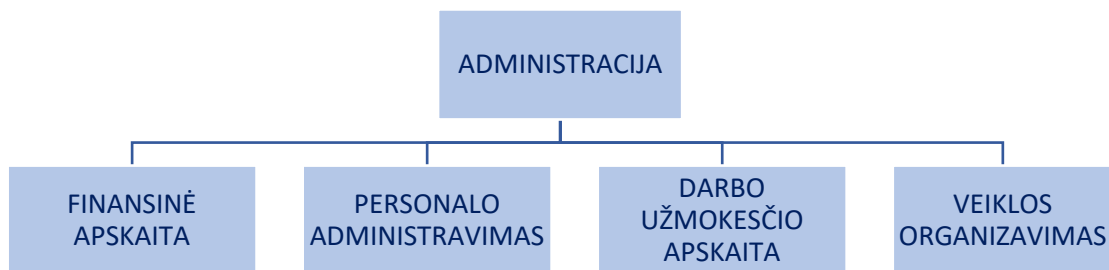 ADMINISTRACIJA
FINANSINĖ
APSKAITA
PERSONALO
ADMINISTRAVIMAS
DARBO
UŽMOKESČIO
APSKAITA
VEIKLOS
ORGANIZAVIMAS